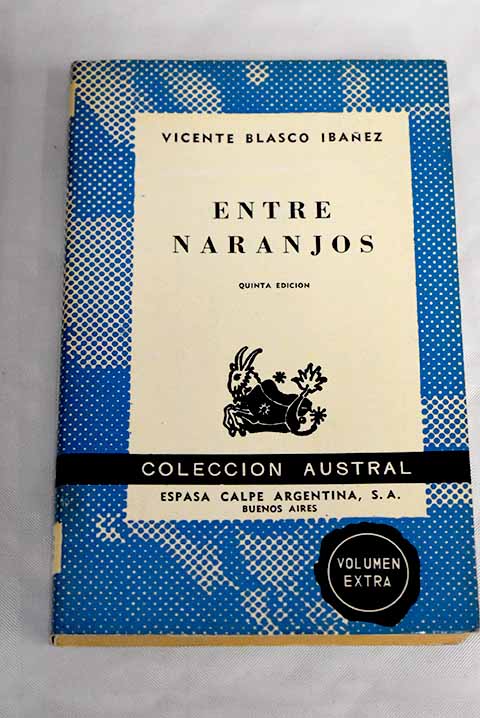 VICENTE BLASCO IBAÑEZ
ENTRE
NARANJOS
QUINTA EDICION
COLECCION AUSTRAL
ESPASA CALPE ARGENTINA, S. A.
BUENOS AIRES
VOLUMEN
EXTRA